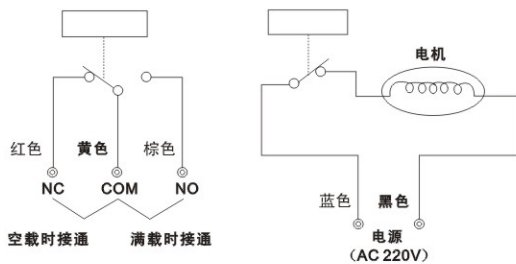 电机
红色 黄色 棕色
NC COM NO
空载时接通 满载时接通
蓝色 黑色
电源
(AC 220V)